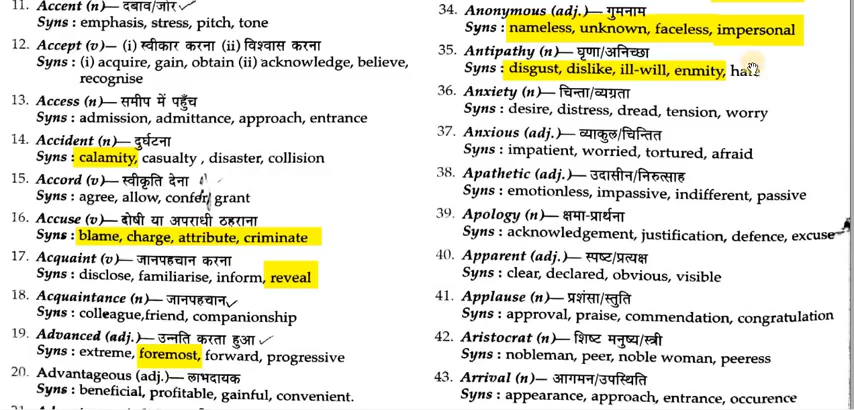 11. Accent (n)— दबाव/जोर
Syns : emphasis, stress, pitch, tone
12. Accept (v)— (i) स्वीकार करना (ii) विश्वास करना
Syns : (i) acquire, gain, obtain (ii) acknowledge, believe,
recognise
13. Access (n)— समीप में पहुँच
Syns : admission, admittance, approach, entrance
14. Accident (n)— दुर्घटना
Syns : calamity, casualty , disaster, collision
15. Accord (v)— स्वीकृति देना
Syns : agree, allow, confer, grant
16. Accuse (v)— दोषी या अपराधी ठहराना
Syns : blame, charge, attribute, criminate
17. Acquaint (v)— जानपहचान करना
Syns : disclose, familiarise, inform, reveal
18. Acquaintance (n)— जानपहचान
Syns : colleague,friend, companionship
19. Advanced (adj.)— उन्नति करता हुआ
Syns : extreme, foremost, forward, progressive
20. Advantageous (adj.)— लाभदायक
Syns : beneficial, profitable, gainful, convenient.
34. Anonymous (adj.)— गुमनाम
Syns : nameless, unknown, faceless, impersonal
35. Antipathy (n)— घृणा/अनिच्छा
Syns : disgust, dislike, ill-will, enmity, hate
36. Anxiety (n)— चिन्ता/व्यग्रता
Syns : desire, distress, dread, tension, worry
37. Anxious (adj.)— व्याकुल/चिन्तित
Syns : impatient, worried, tortured, afraid
38. Apathetic (adj.)— उदासीन/निरुत्साह
Syns : emotionless, impassive, indifferent, passive
39. Apology (n)— क्षमा-प्रार्थना
Syns : acknowledgement, justification, defence, excuse
40. Apparent (adj.)— स्पष्ट/प्रत्यक्ष
Syns : clear, declared, obvious, visible
41. Applause (n)— प्रशंसा/स्तुति
Syns : approval, praise, commendation, congratulation
42. Aristocrat (n)— शिष्ट मनुष्य/स्त्री
Syns : nobleman, peer, noble woman, peeress
43. Arrival (n)— आगमन/उपस्थिति
Syns : appearance, approach, entrance, occurence